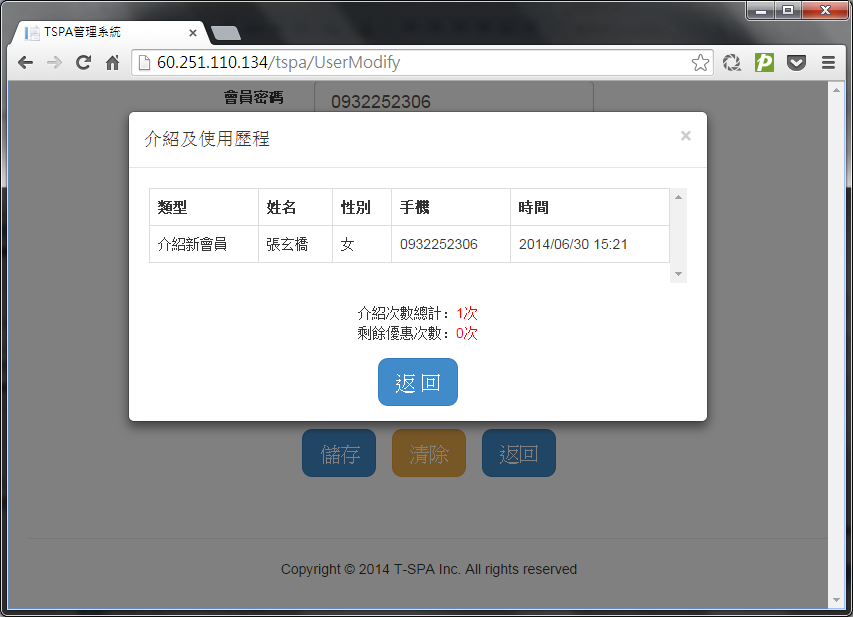 TSPA管理系統
60.251.110.134/tspa/UserModify
會員密碼 0932252306
介紹及使用歷程 ×
類型 姓名 性別 手機 時間
介紹新會員 張玄橋 女 0932252306 2014/06/30 15:21
介紹次數總計：1次
剩餘優惠次數：0次
返 回
儲存 清除 返回
Copyright © 2014 T-SPA Inc. All rights reserved